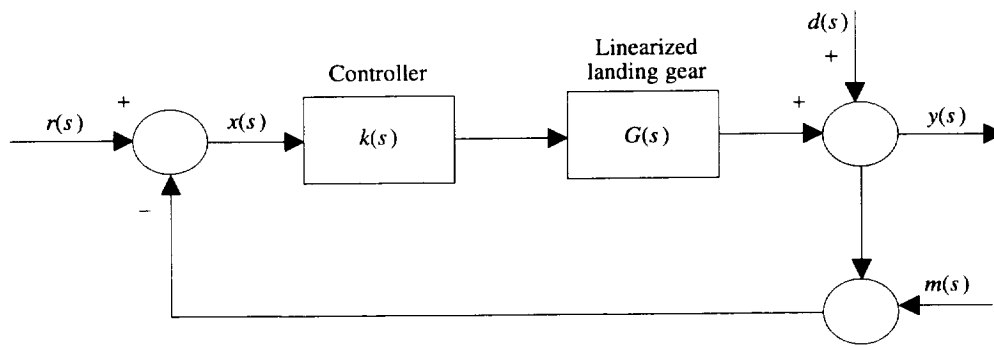 d(s)
+
Linearized
landing gear
Controller
+
r(s)
x(s)
k(s)
G(s)
+
y(s)
−
m(s)